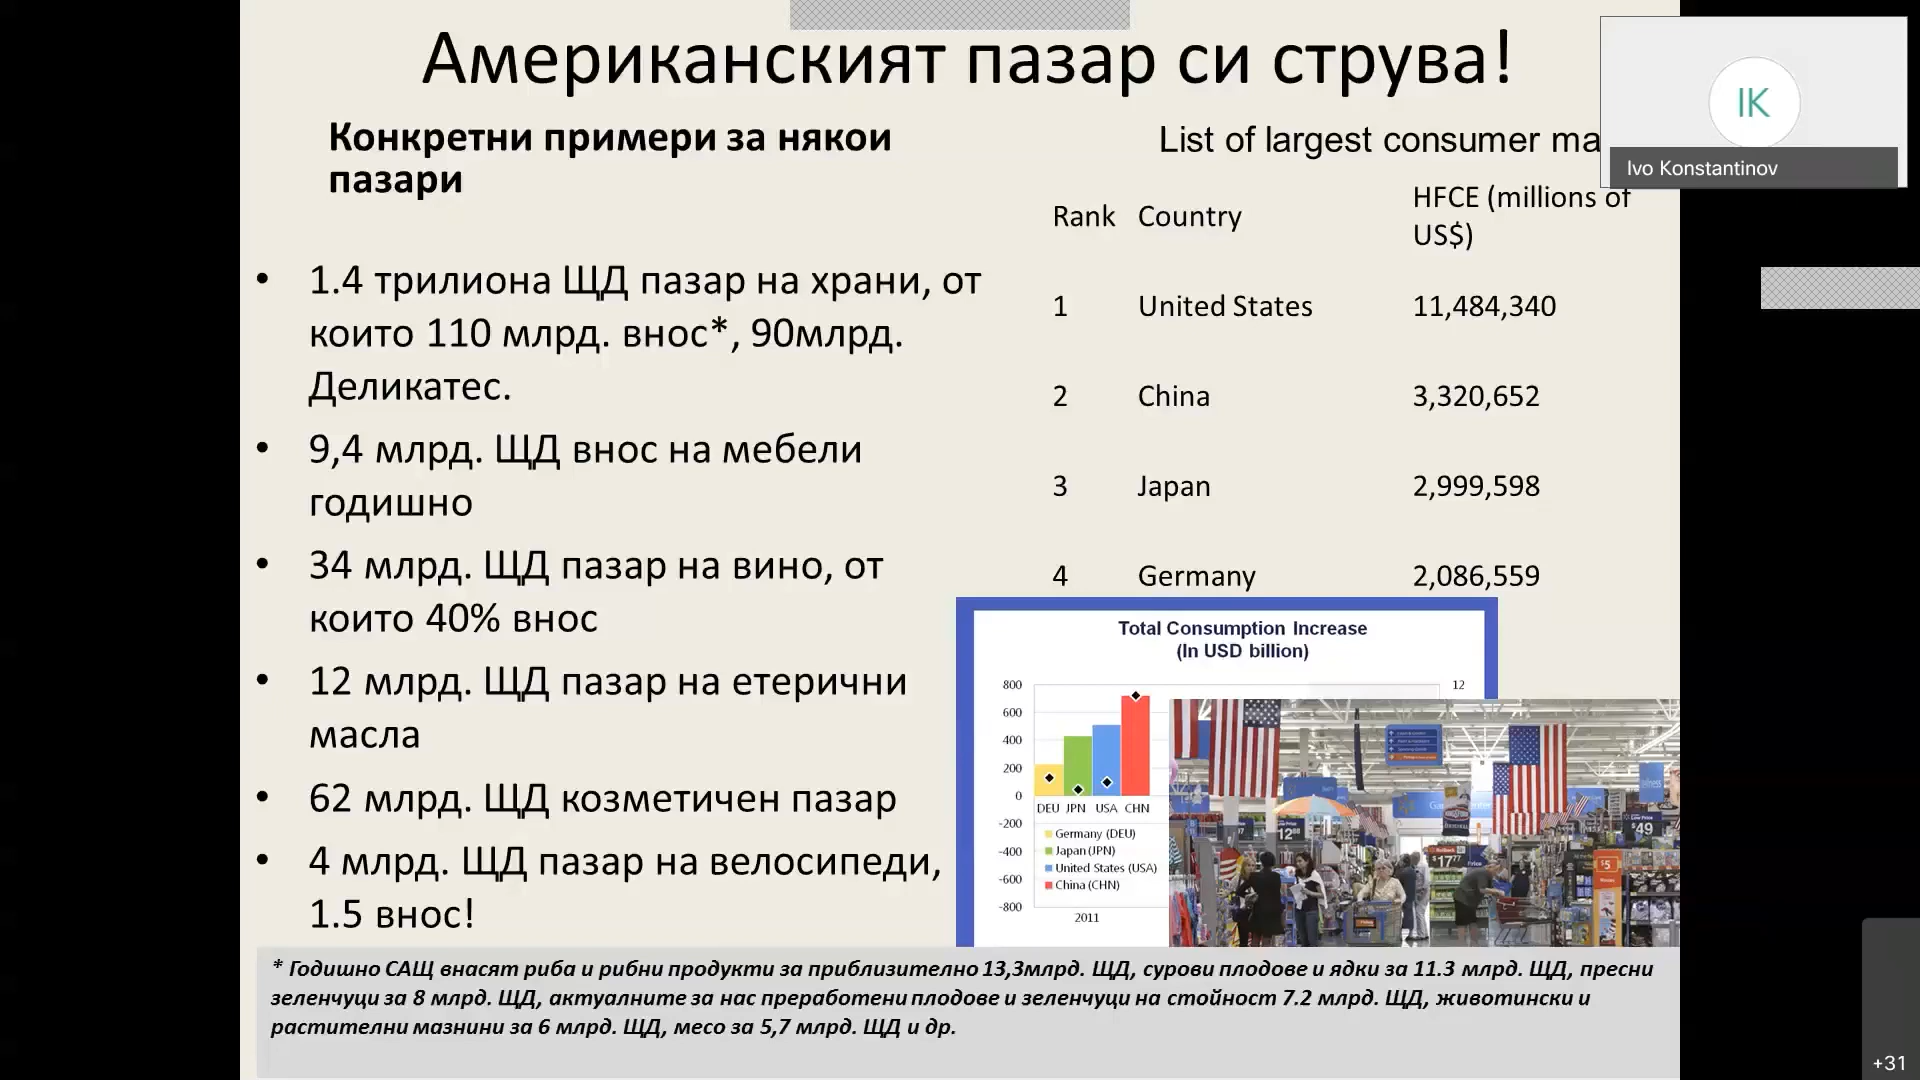 Американският пазар си струва!
Конкретни примери за някои
пазари
• 1.4 трилиона ЩД пазар на храни, от
които 110 млрд. внос*, 90млрд.
Деликатес.
• 9,4 млрд. ЩД внос на мебели
годишно
• 34 млрд. ЩД пазар на вино, от
които 40% внос
• 12 млрд. ЩД пазар на етерични
масла
• 62 млрд. ЩД козметичен пазар
• 4 млрд. ЩД пазар на велосипеди,
1.5 внос!
List of largest consumer ma
IK
Ivo Konstantinov
Rank Country HFCE (millions of
US$)
1 United States 11,484,340
2 China 3,320,652
3 Japan 2,999,598
4 Germany 2,086,559
Total Consumption Increase
(In USD billion)
800 12
600
400
200
0
-200
-400
-600
-800
DEU JPN USA CHN
Germany (DEU)
Japan (JPN)
United States (USA)
China (CHN)
2011
$49
$17
$5
* Годишно САЩ внасят риба и рибни продукти за приблизително 13,3млрд. ЩД, сурови плодове и ядки за 11.3 млрд. ЩД, пресни
зеленчуци за 8 млрд. ЩД, актуалните за нас преработени плодове и зеленчуци на стойност 7.2 млрд. ЩД, животински и
растителни мазнини за 6 млрд. ЩД, месо за 5,7 млрд. ЩД и др.
+31